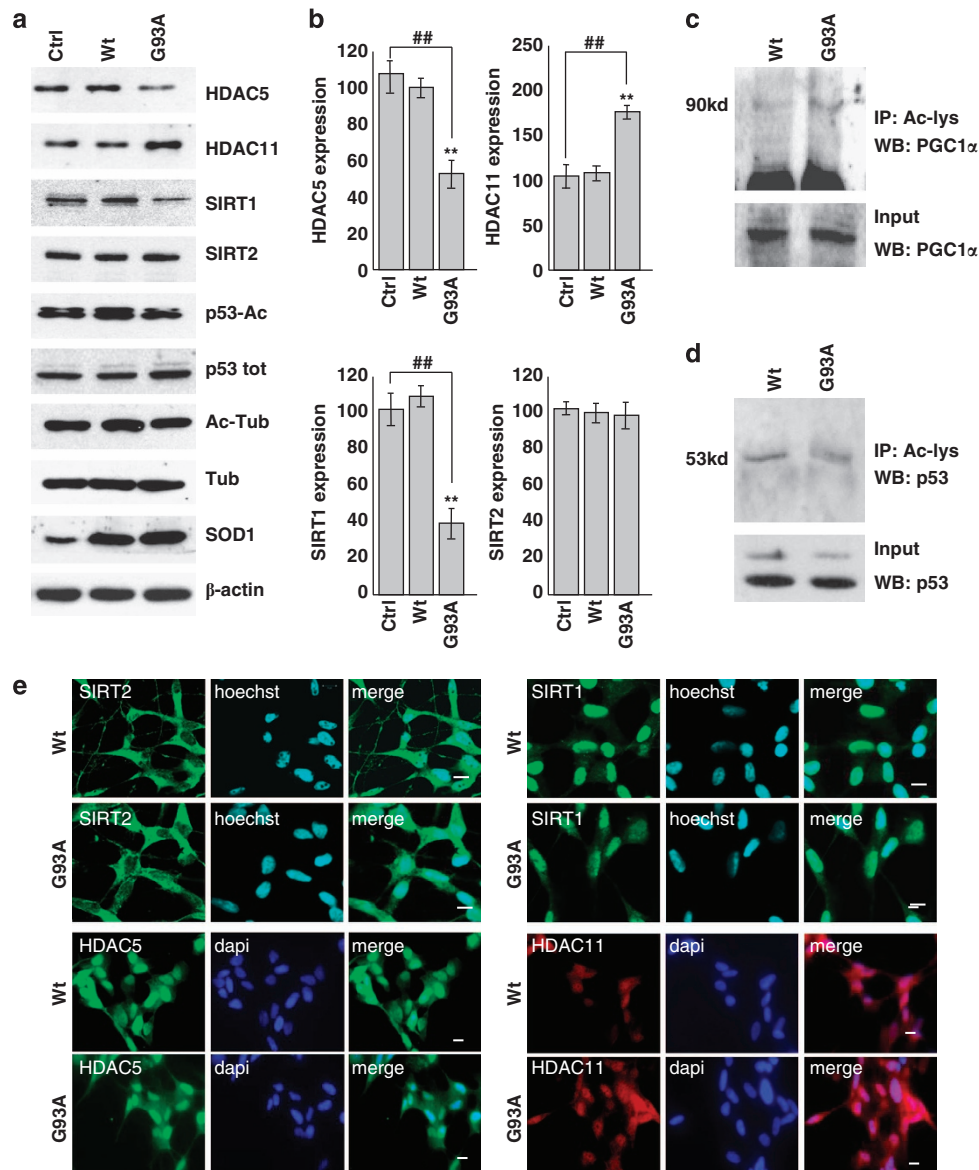 a
Ctrl
Wt
G93A
HDAC5
HDAC11
SIRT1
SIRT2
p53-Ac
p53 tot
Ac-Tub
Tub
SOD1
β-actin
b
HDAC5 expression
120
100
80
60
40
20
0
##
**
Ctrl
Wt
G93A
HDAC11 expression
250
200
150
100
50
0
##
**
Ctrl
Wt
G93A
SIRT1 expression
120
100
80
60
40
20
0
##
**
Ctrl
Wt
G93A
SIRT2 expression
120
100
80
60
40
20
0
Ctrl
Wt
G93A
c
Wt
G93A
90kd
IP: Ac-lys
WB: PGC1α
Input
WB: PGC1α
d
Wt
G93A
53kd
IP: Ac-lys
WB: p53
Input
WB: p53
e
Wt
SIRT2 hoechst merge
G93A
SIRT2 hoechst merge
Wt
HDAC5 dapi merge
G93A
HDAC5 dapi merge
Wt
SIRT1 hoechst merge
G93A
SIRT1 hoechst merge
Wt
HDAC11 dapi merge
G93A
HDAC11 dapi merge